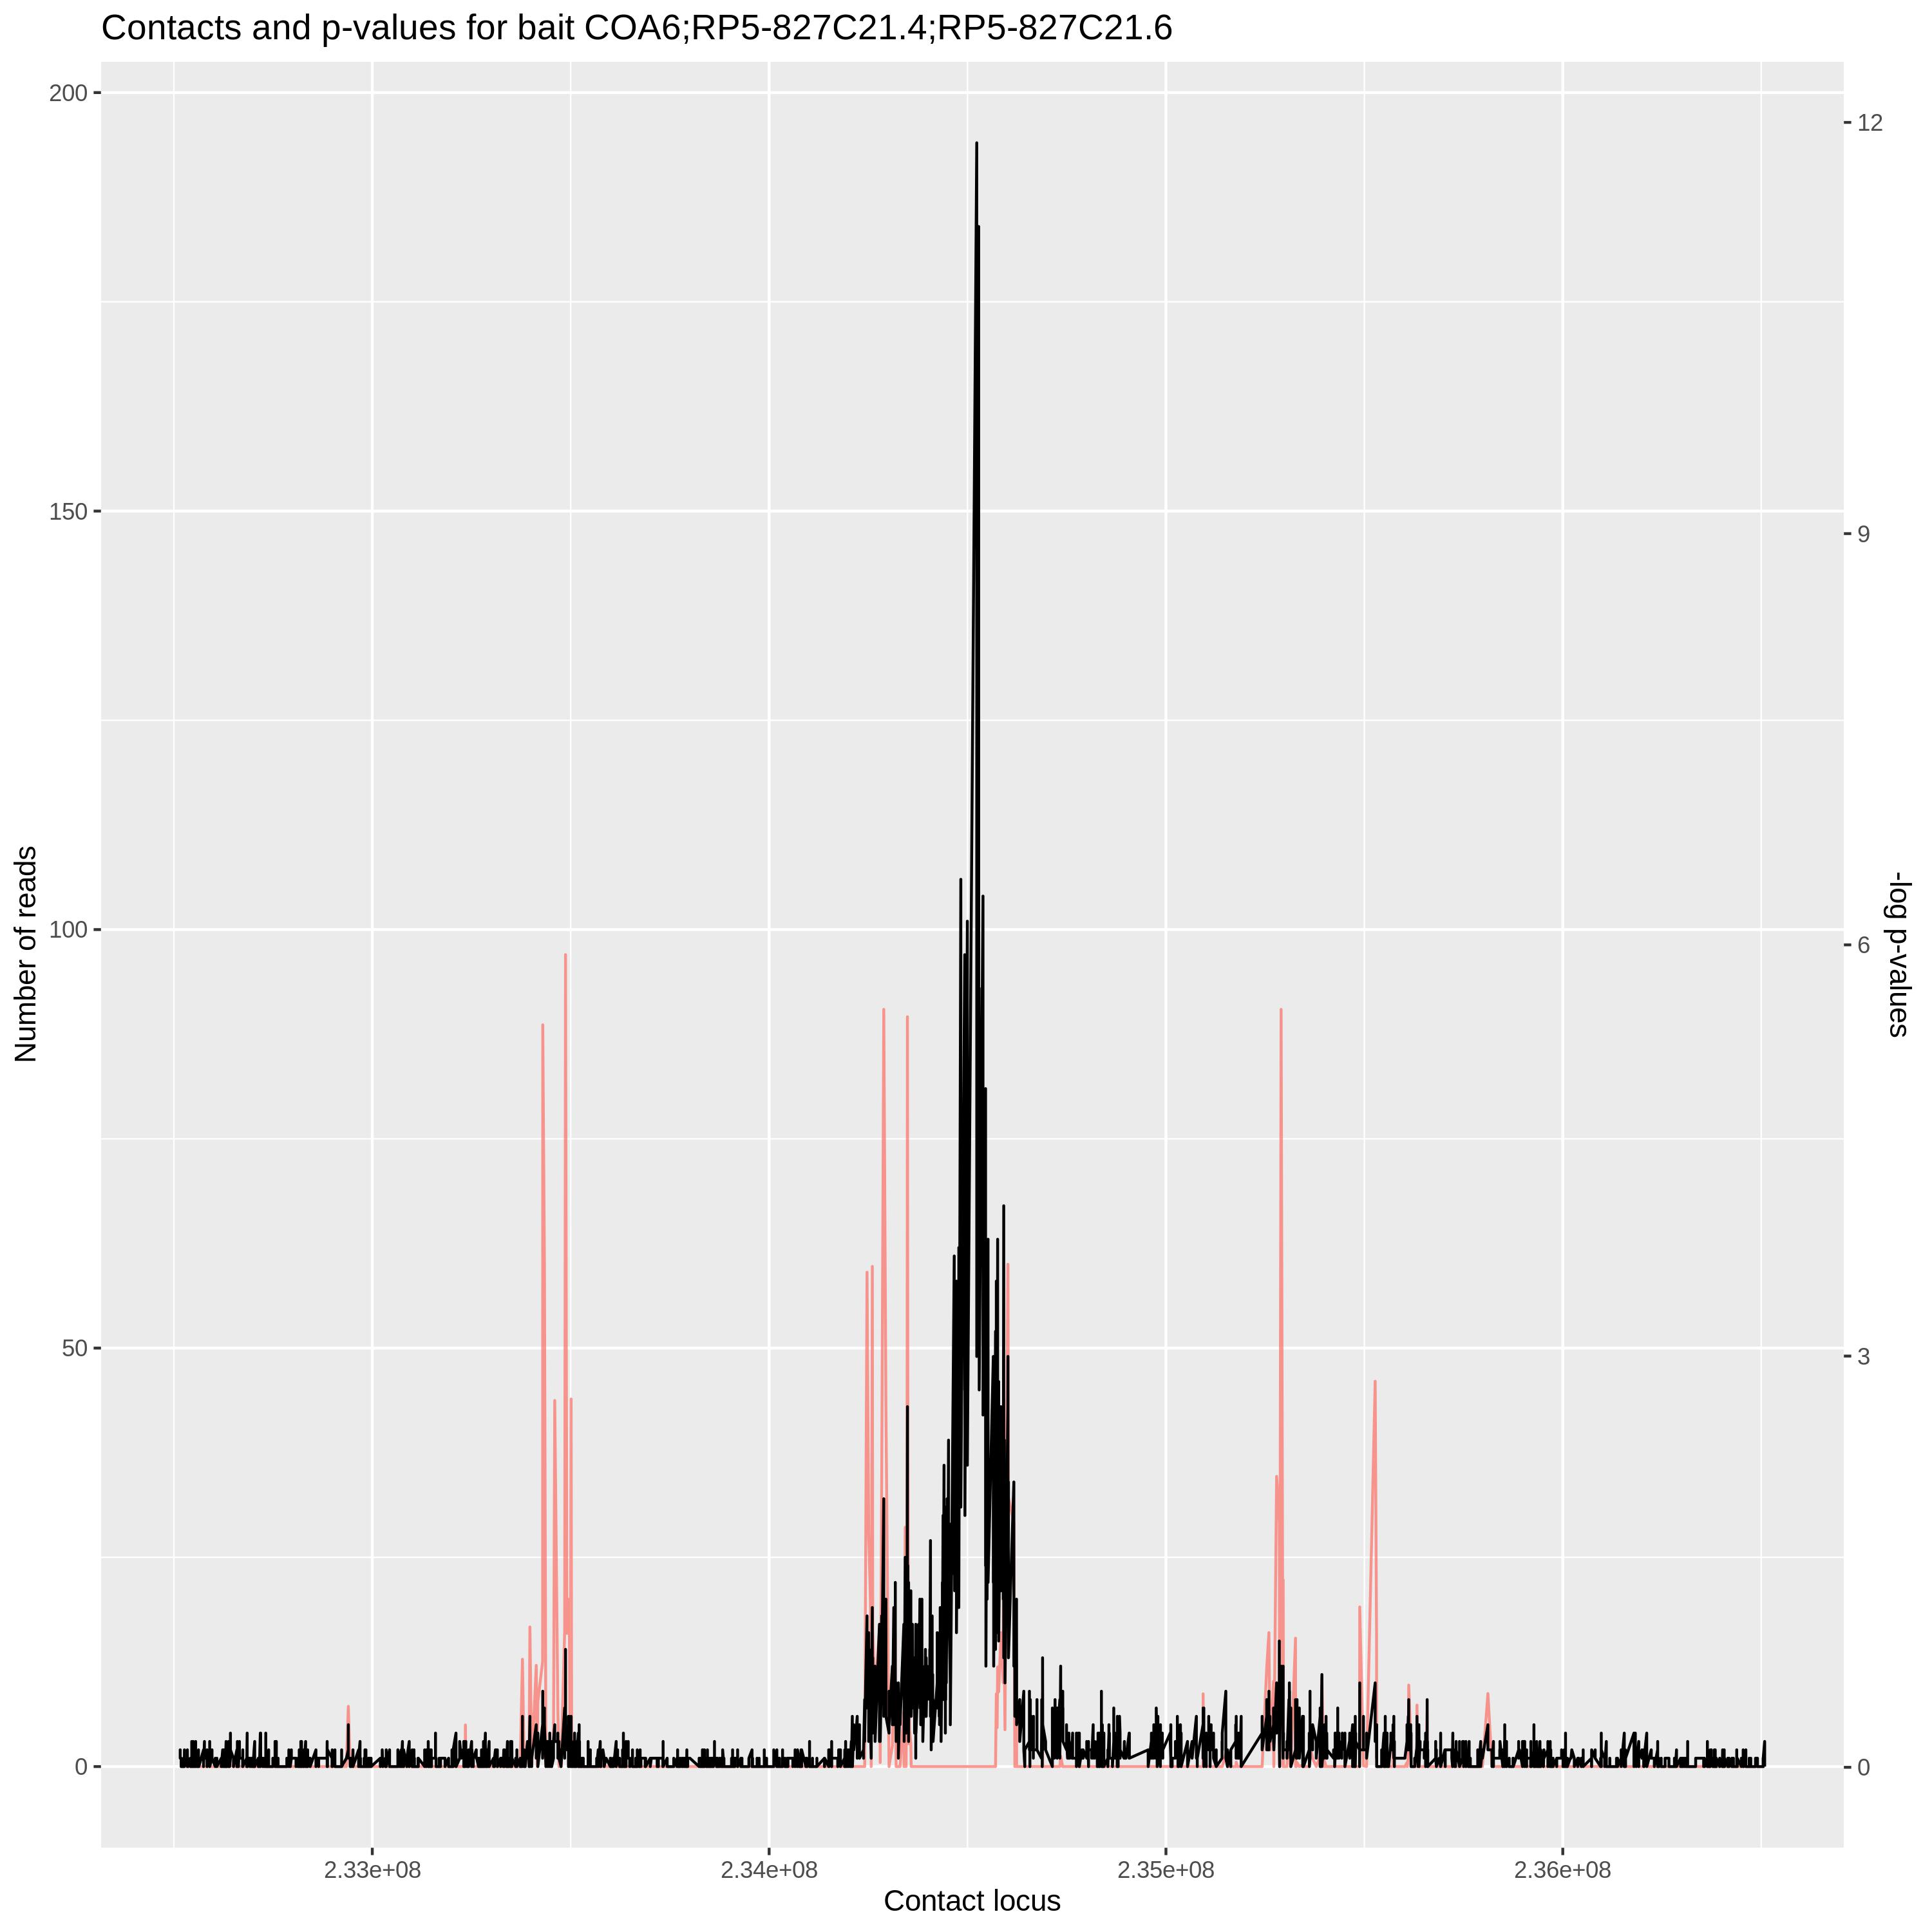 Contacts and p-values for bait COA6;RP5-827C21.4;RP5-827C21.6
200
150
100
50
0
Number of reads
12
9
6
3
0
-log p-values
2.33e+08
2.34e+08
2.35e+08
2.36e+08
Contact locus